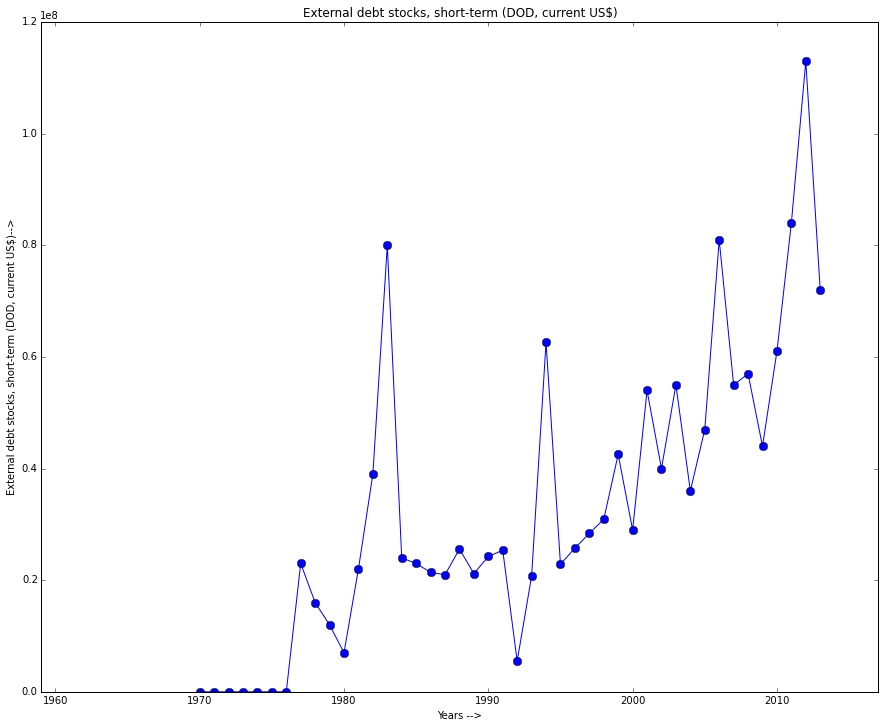 External debt stocks, short-term (DOD, current US$)
1e8
1.2
1.0
0.8
0.6
0.4
0.2
0.0
External debt stocks, short-term (DOD, current US$)-->
1960 1970 1980 1990 2000 2010
Years -->